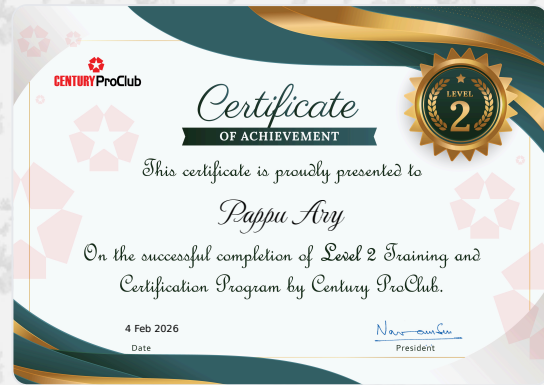 CENTURY ProClub
LEVEL
2
Certificate
OF ACHIEVEMENT
This certificate is proudly presented to
Pappu Ary
On the successful completion of Level 2 Training and
Certification Program by Century ProClub.
4 Feb 2026
Date
President